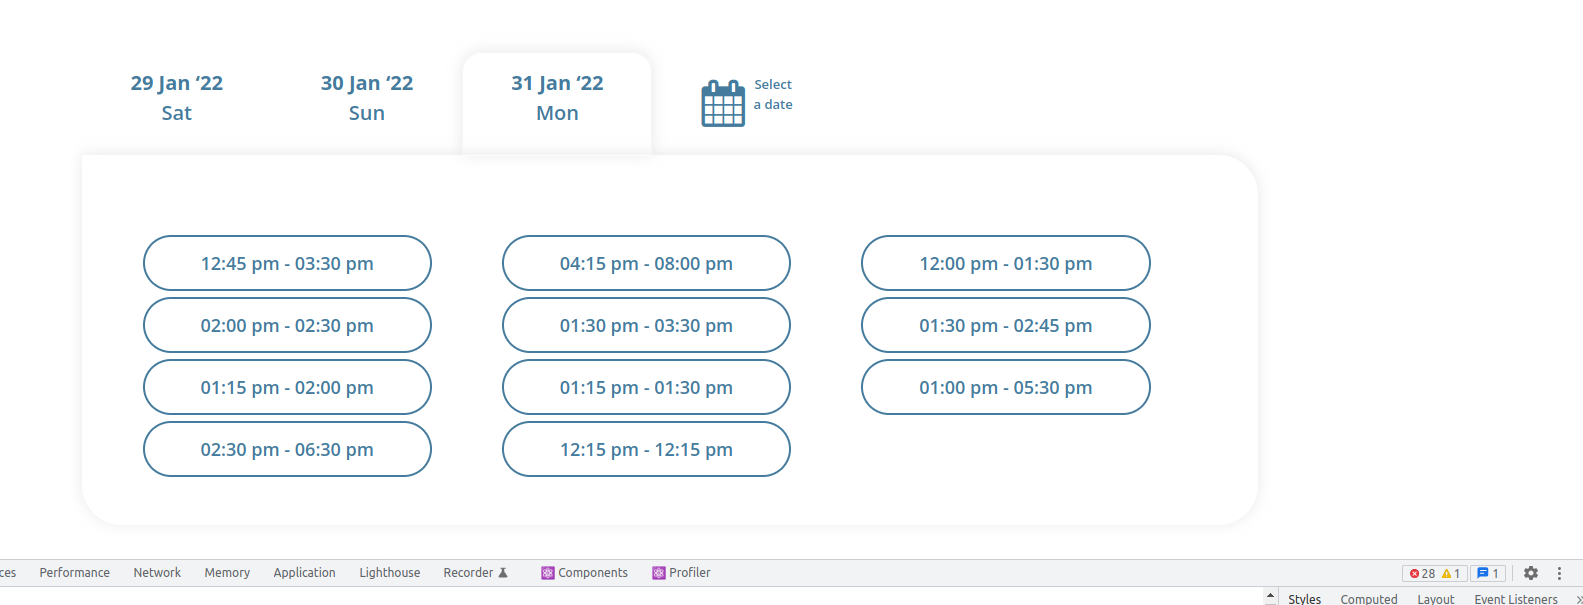 29 Jan ‘22
Sat
30 Jan ‘22
Sun
31 Jan ‘22
Mon
Select
a date
12:45 pm - 03:30 pm
04:15 pm - 08:00 pm
12:00 pm - 01:30 pm
02:00 pm - 02:30 pm
01:30 pm - 03:30 pm
01:30 pm - 02:45 pm
01:15 pm - 02:00 pm
01:15 pm - 01:30 pm
01:00 pm - 05:30 pm
02:30 pm - 06:30 pm
12:15 pm - 12:15 pm
ces Performance Network Memory Application Lighthouse Recorder Components Profiler 28 1 1
Styles Computed Layout Event Listeners »